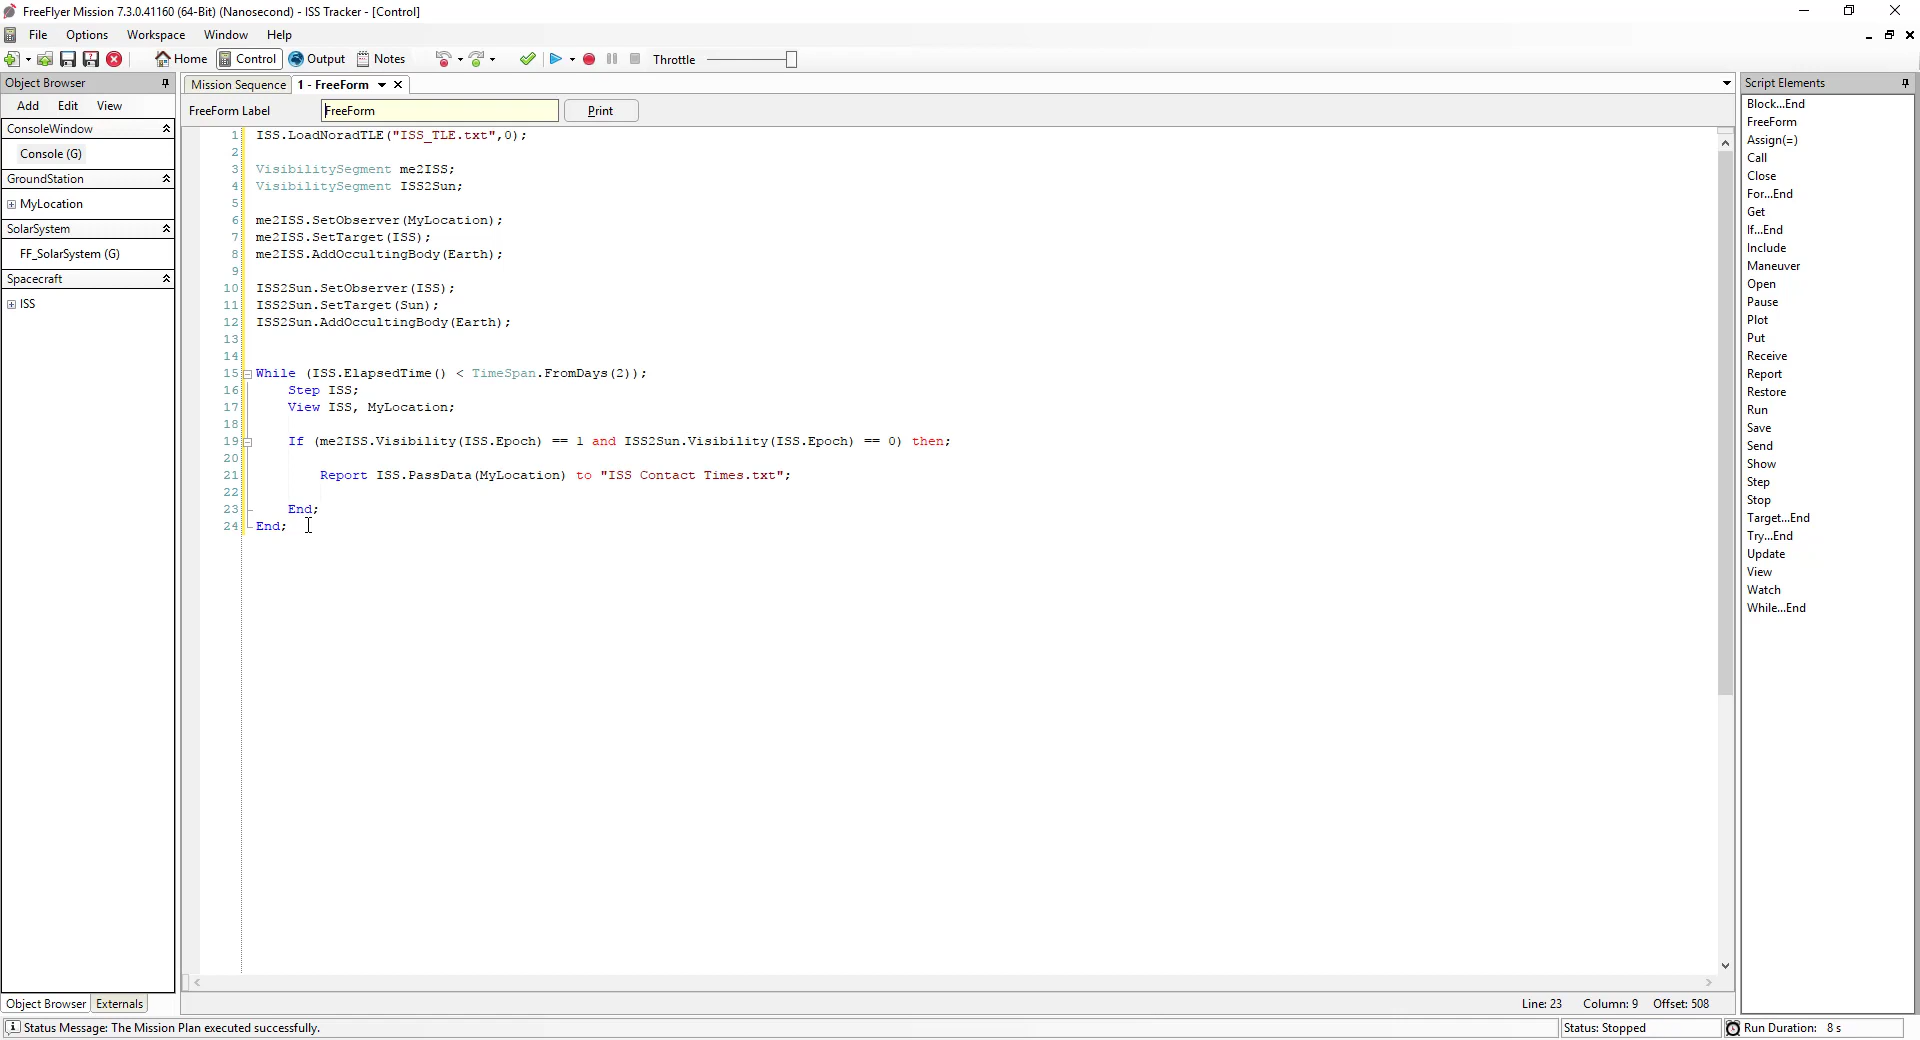 FreeFlyer Mission 7.3.0.41160 (64-Bit) (Nanosecond) - ISS Tracker - [Control]
File Options Workspace Window Help
Home Control Output Notes Throttle
Object Browser
Add Edit View
ConsoleWindow
Console (G)
GroundStation
MyLocation
SolarSystem
FF_SolarSystem (G)
Spacecraft
ISS
Object Browser Externals
Mission Sequence 1 - FreeForm
FreeForm Label FreeForm Print
1 ISS.LoadNoradTLE("ISS_TLE.txt",0);
2
3 VisibilitySegment me2ISS;
4 VisibilitySegment ISS2Sun;
5
6 me2ISS.SetObserver(MyLocation);
7 me2ISS.SetTarget(ISS);
8 me2ISS.AddOccultingBody(Earth);
9
10 ISS2Sun.SetObserver(ISS);
11 ISS2Sun.SetTarget(Sun);
12 ISS2Sun.AddOccultingBody(Earth);
13
14
15 While (ISS.ElapsedTime() < TimeSpan.FromDays(2));
16 Step ISS;
17 View ISS, MyLocation;
18
19 If (me2ISS.Visibility(ISS.Epoch) == 1 and ISS2Sun.Visibility(ISS.Epoch) == 0) then;
20
21 Report ISS.PassData(MyLocation) to "ISS Contact Times.txt";
22
23 End;
24 End;
Line: 23 Column: 9 Offset: 508
Script Elements
Block...End
FreeForm
Assign(=)
Call
Close
For...End
Get
If...End
Include
Maneuver
Open
Pause
Plot
Put
Receive
Report
Restore
Run
Save
Send
Show
Step
Stop
Target...End
Try...End
Update
View
Watch
While...End
Status Message: The Mission Plan executed successfully. Status: Stopped Run Duration: 8 s